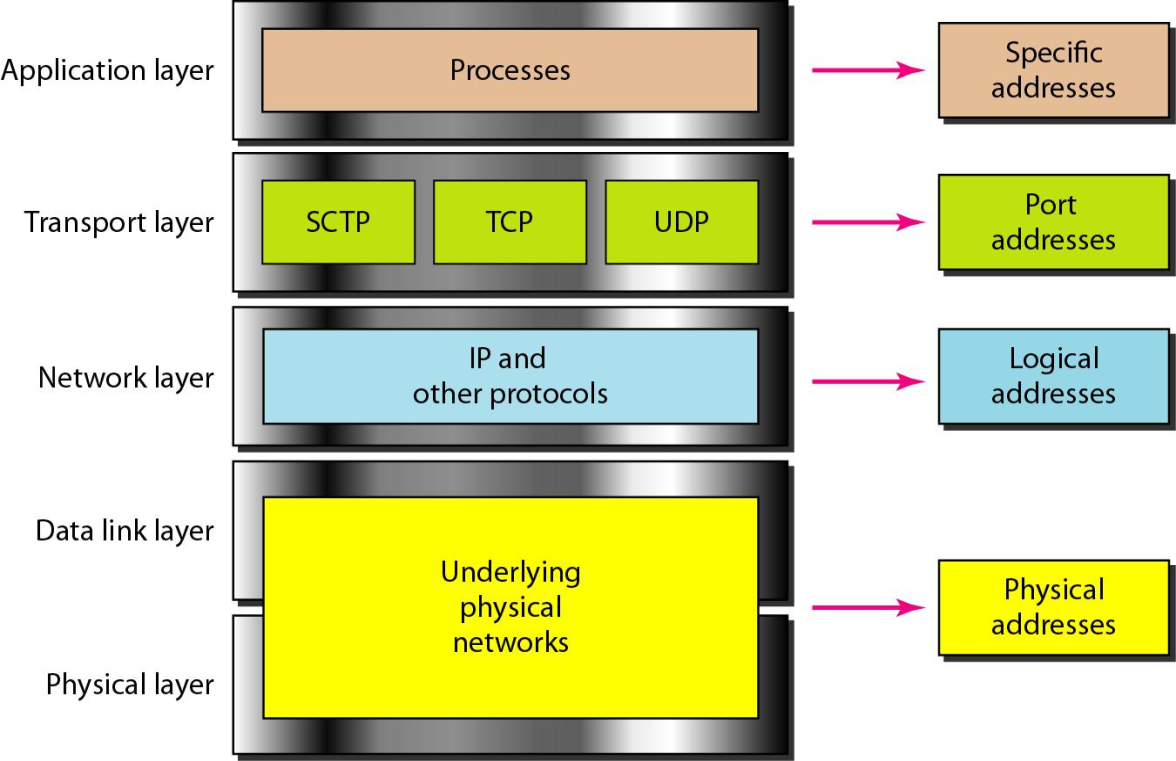 Application layer
Processes
Specific
addresses
Transport layer
SCTP
TCP
UDP
Port
addresses
Network layer
IP and
other protocols
Logical
addresses
Data link layer
Underlying
physical
networks
Physical
addresses
Physical layer